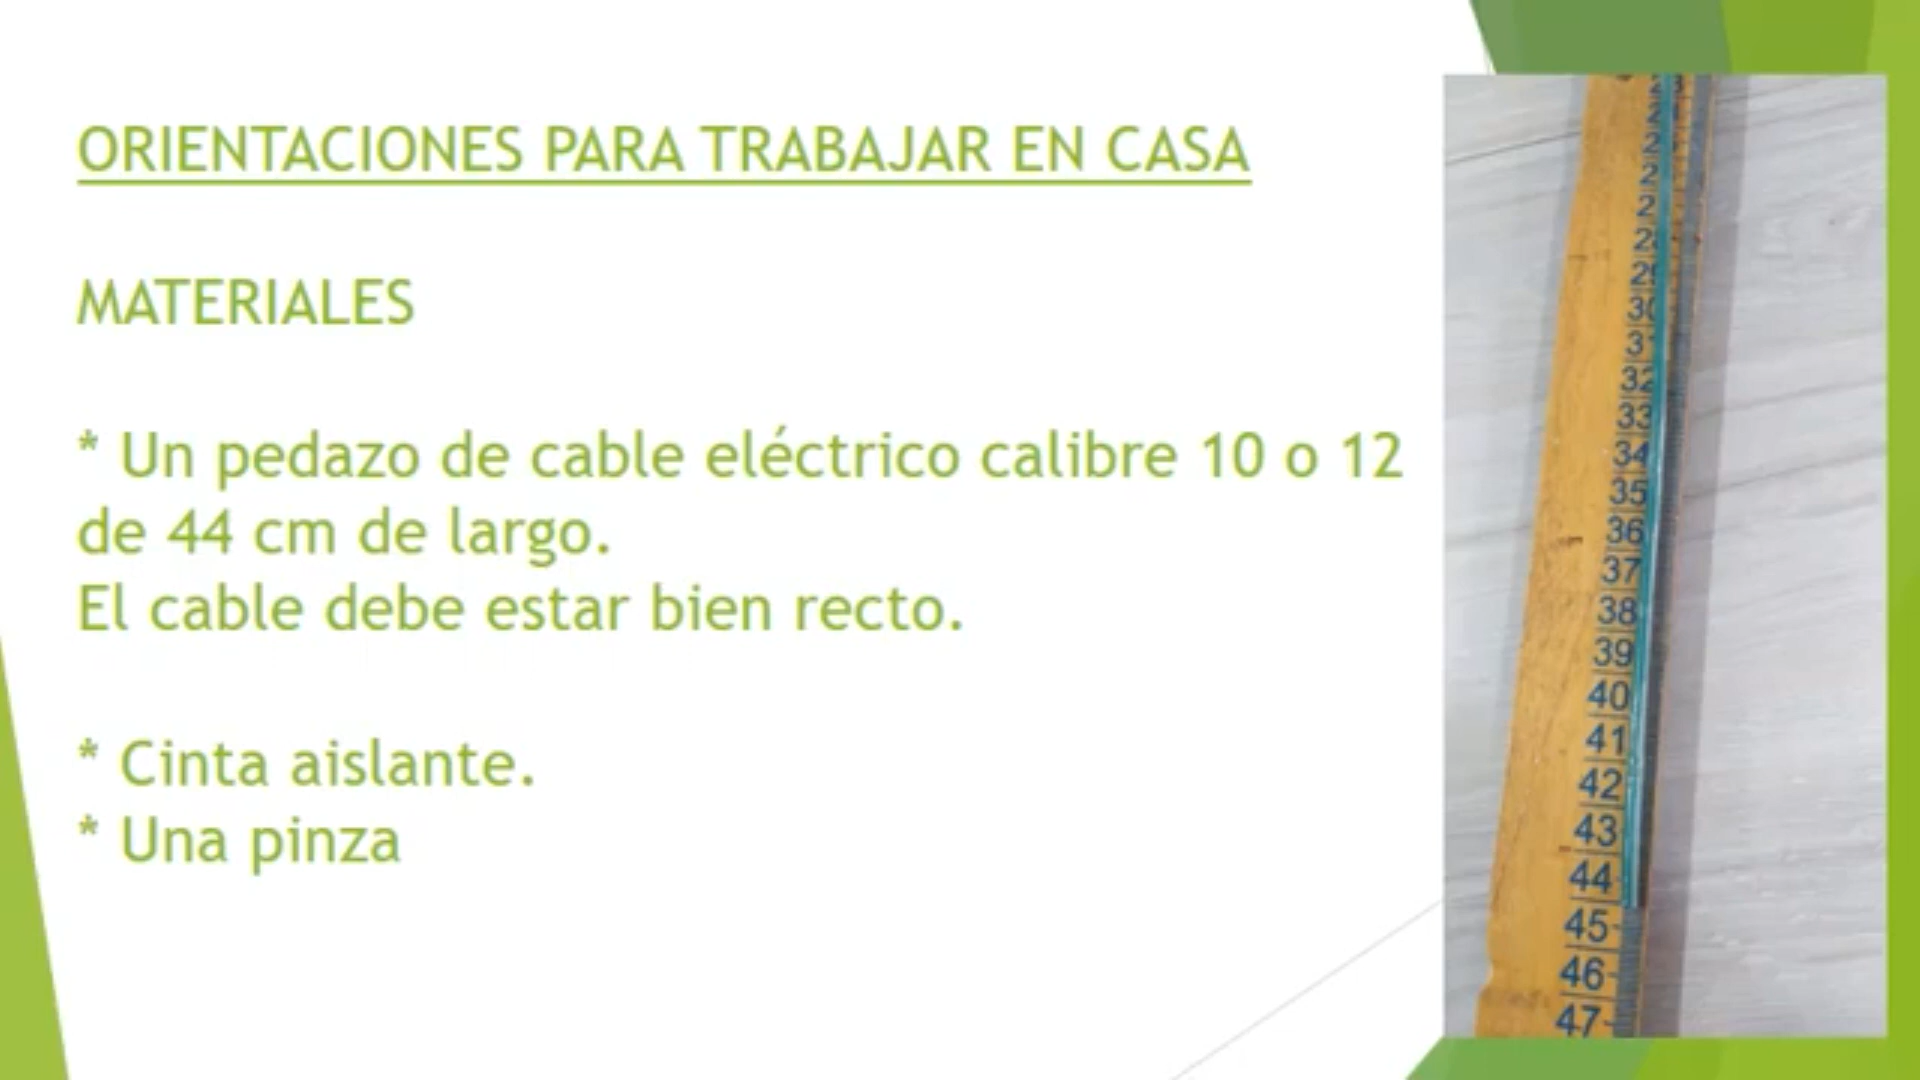 ORIENTACIONES PARA TRABAJAR EN CASA
MATERIALES
* Un pedazo de cable eléctrico calibre 10 o 12
de 44 cm de largo.
El cable debe estar bien recto.
* Cinta aislante.
* Una pinza
29
30
31
32
33
34
35
36
37
38
39
40
41
42
43
44
45
46
47